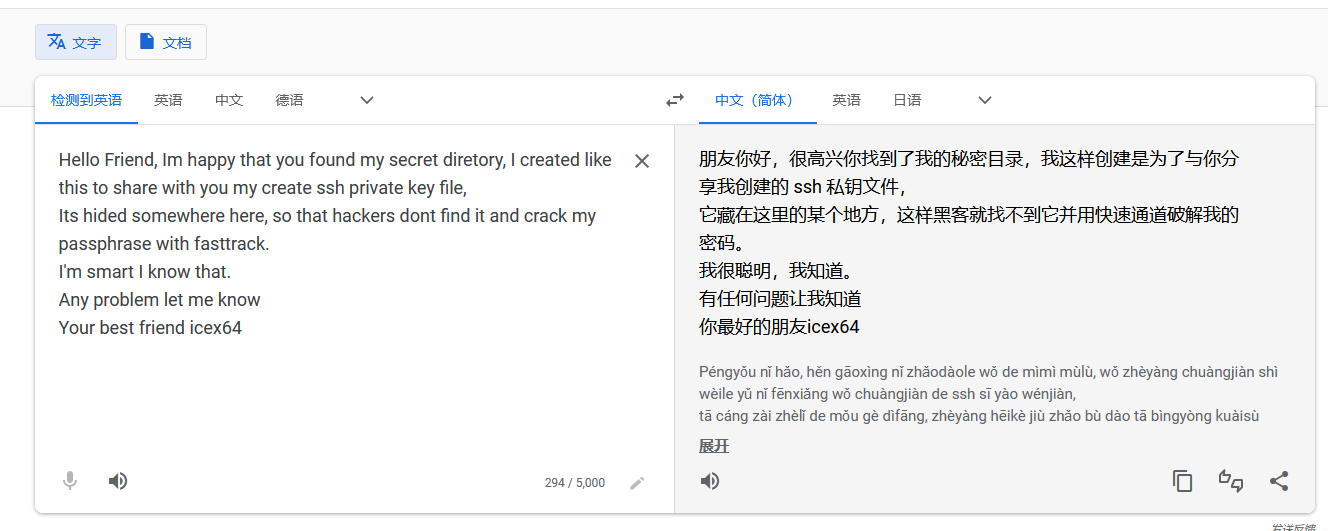 文字 文档
检测到英语 英语 中文 德语 中文（简体） 英语 日语
Hello Friend, Im happy that you found my secret diretory, I created like
this to share with you my create ssh private key file,
Its hided somewhere here, so that hackers dont find it and crack my
passphrase with fasttrack.
I'm smart I know that.
Any problem let me know
Your best friend icex64
294 / 5,000
朋友你好，很高兴你找到了我的秘密目录，我这样创建是为了与你分
享我创建的 ssh 私钥文件，
它藏在这里的某个地方，这样黑客就找不到它并用快速通道破解我的
密码。
我很聪明，我知道。
有任何问题让我知道
你最好的朋友icex64
Péngyǒu nǐ hǎo, hěn gāoxìng nǐ zhǎodàole wǒ de mìmì mùlù, wǒ zhèyàng chuàngjiàn shì
wèile yǔ nǐ fēnxiǎng wǒ chuàngjiàn de ssh sī yào wénjiàn,
tā cáng zài zhèlǐ de mǒu gè dìfāng, zhèyàng hēikè jiù zhǎo bù dào tā bìngyòng kuàisù
展开
发送反馈